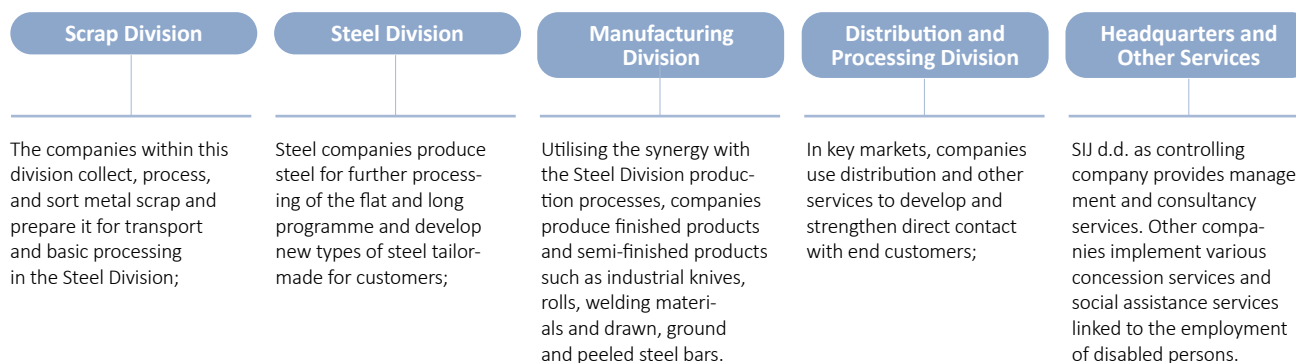 Scrap Division
The companies within this
division collect, process,
and sort metal scrap and
prepare it for transport
and basic processing
in the Steel Division;
Steel Division
Steel companies produce
steel for further process-
ing of the flat and long
programme and develop
new types of steel tailor-
made for customers;
Manufacturing
Division
Utilising the synergy with
the Steel Division produc-
tion processes, companies
produce finished products
and semi-finished products
such as industrial knives,
rolls, welding materi-
als and drawn, ground
and peeled steel bars.
Distribution and
Processing Division
In key markets, companies
use distribution and other
services to develop and
strengthen direct contact
with end customers;
Headquarters and
Other Services
SIJ d.d. as controlling
company provides manage
ment and consultancy
services. Other compa-
nies implement various
concession services and
social assistance services
linked to the employment
of disabled persons.